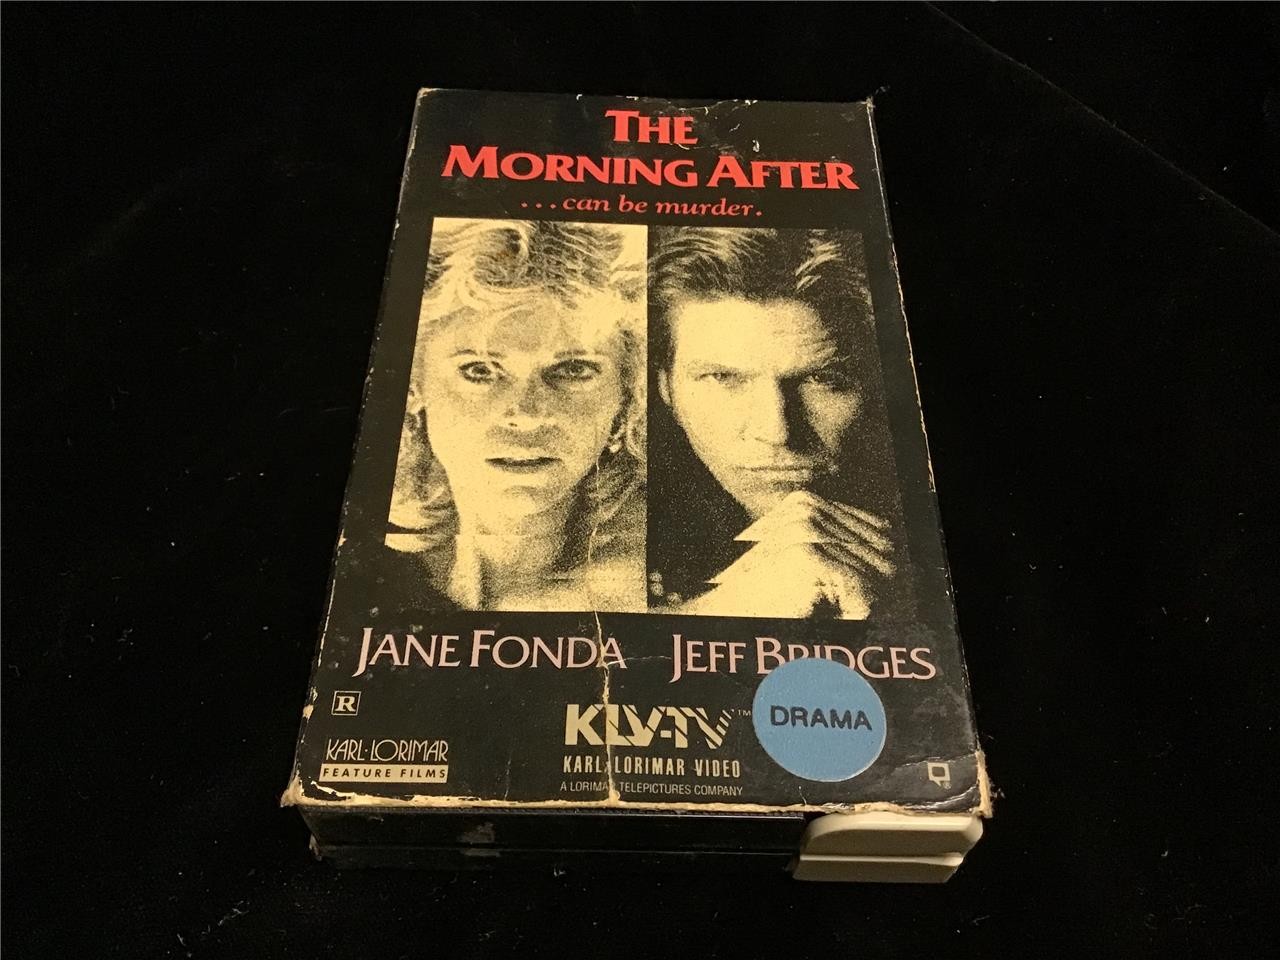 THE
MORNING AFTER
...can be murder.
JANE FONDA JEFF BRIDGES
R
KLV-TV™
DRAMA
KARL·LORIMAR
FEATURE FILMS
KARL·LORIMAR VIDEO
A LORIMAR TELEPICTURES COMPANY